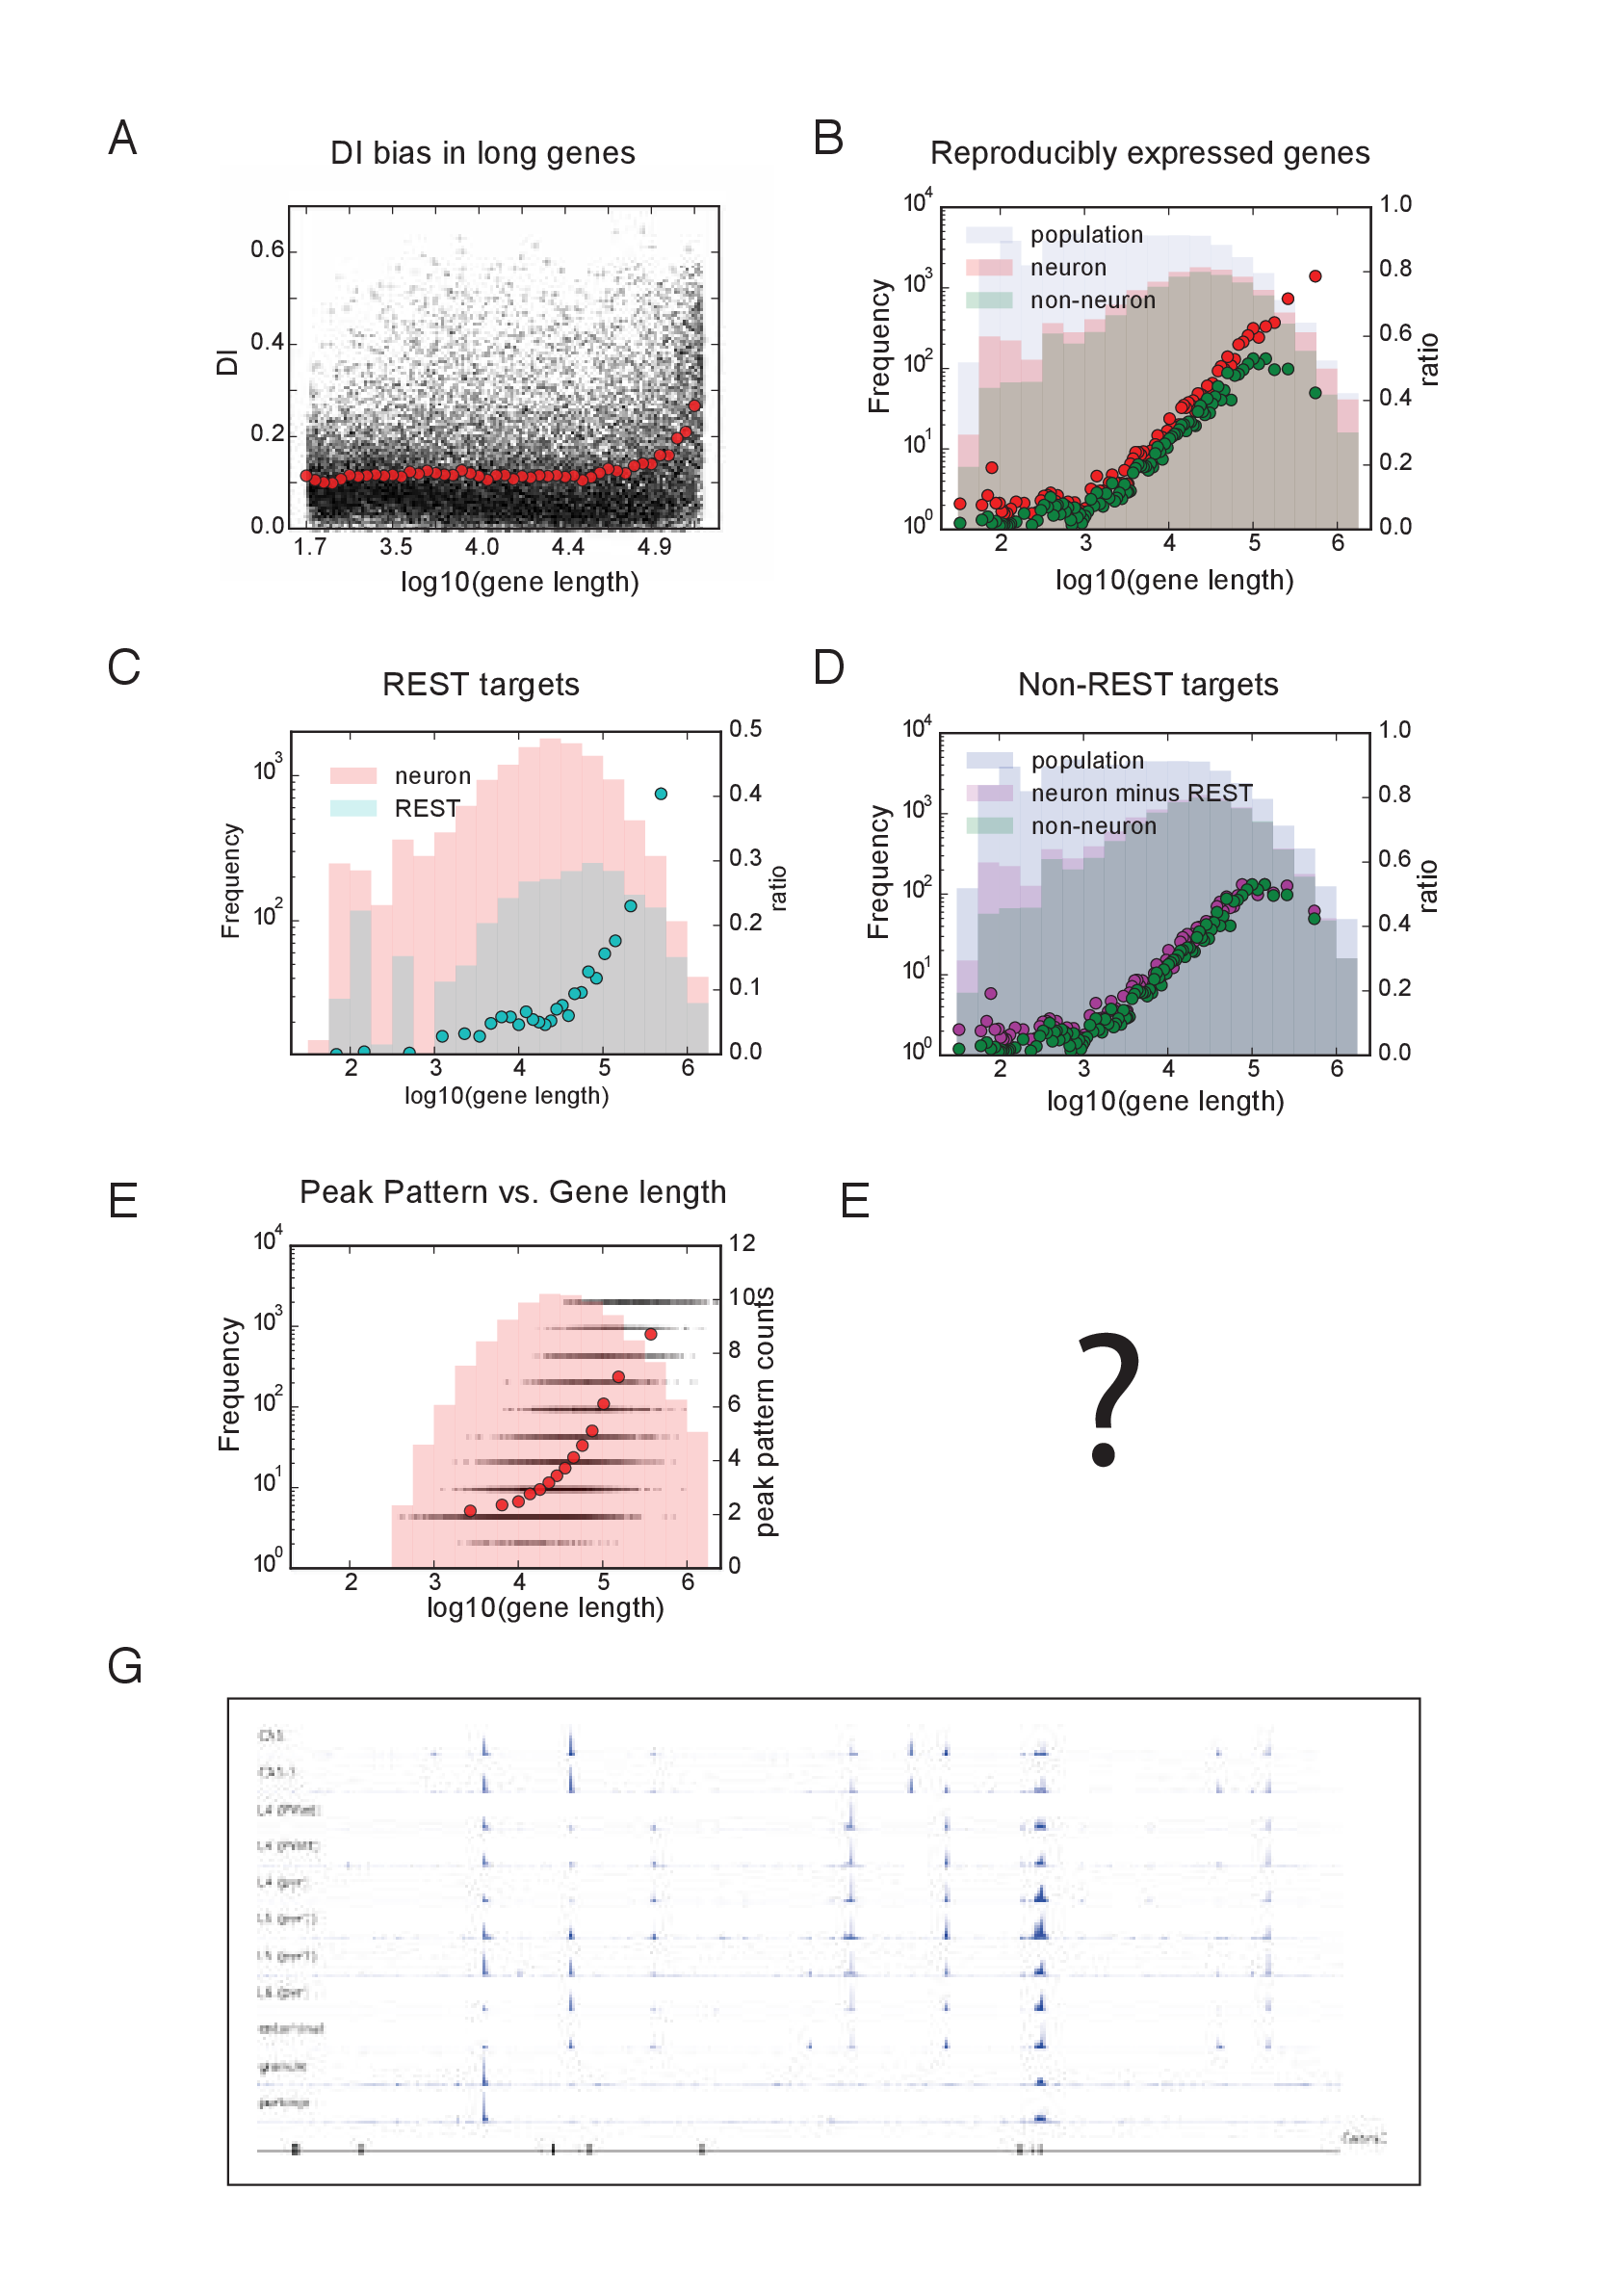 A
DI bias in long genes
DI
0.6
0.4
0.2
0.0
1.7 3.5 4.0 4.4 4.9
log10(gene length)
B
Reproducibly expressed genes
Frequency
10^4
10^3
10^2
10^1
10^0
population
neuron
non-neuron
1.0
0.8
0.6
0.4
0.2
0.0
ratio
2 3 4 5 6
log10(gene length)
C
REST targets
Frequency
10^3
10^2
neuron
REST
0.5
0.4
0.3
0.2
0.1
0.0
ratio
2 3 4 5 6
log10(gene length)
D
Non-REST targets
Frequency
10^4
10^3
10^2
10^1
10^0
population
neuron minus REST
non-neuron
1.0
0.8
0.6
0.4
0.2
0.0
ratio
2 3 4 5 6
log10(gene length)
E
Peak Pattern vs. Gene length
Frequency
10^4
10^3
10^2
10^1
10^0
12
10
8
6
4
2
0
peak pattern counts
2 3 4 5 6
log10(gene length)
E
?
G
granule